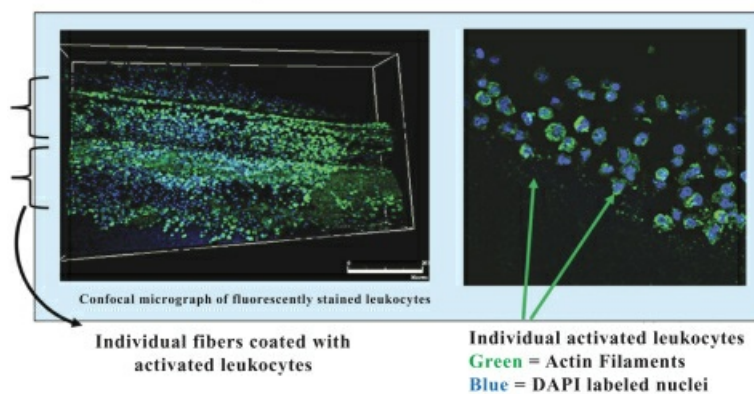 Confocal micrograph of fluorescently stained leukocytes
Individual fibers coated with
activated leukocytes
Individual activated leukocytes
Green = Actin Filaments
Blue = DAPI labeled nuclei